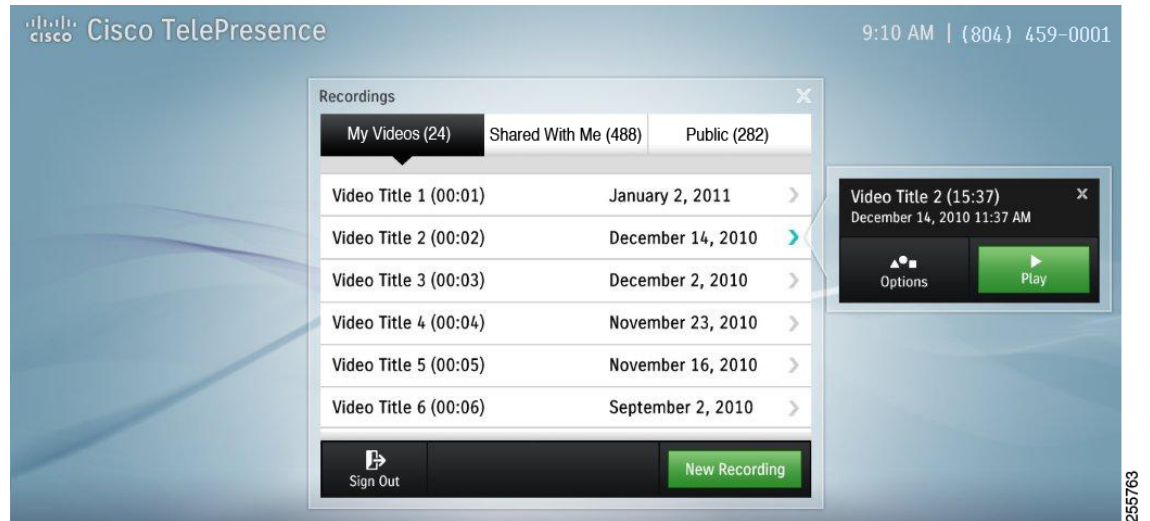 cisco Cisco TelePresence
9:10 AM | (804) 459-0001
Recordings
My Videos (24) Shared With Me (488) Public (282)
Video Title 1 (00:01) January 2, 2011
Video Title 2 (00:02) December 14, 2010
Video Title 3 (00:03) December 2, 2010
Video Title 4 (00:04) November 23, 2010
Video Title 5 (00:05) November 16, 2010
Video Title 6 (00:06) September 2, 2010
Sign Out New Recording
Video Title 2 (15:37)
December 14, 2010 11:37 AM
Options Play
255763